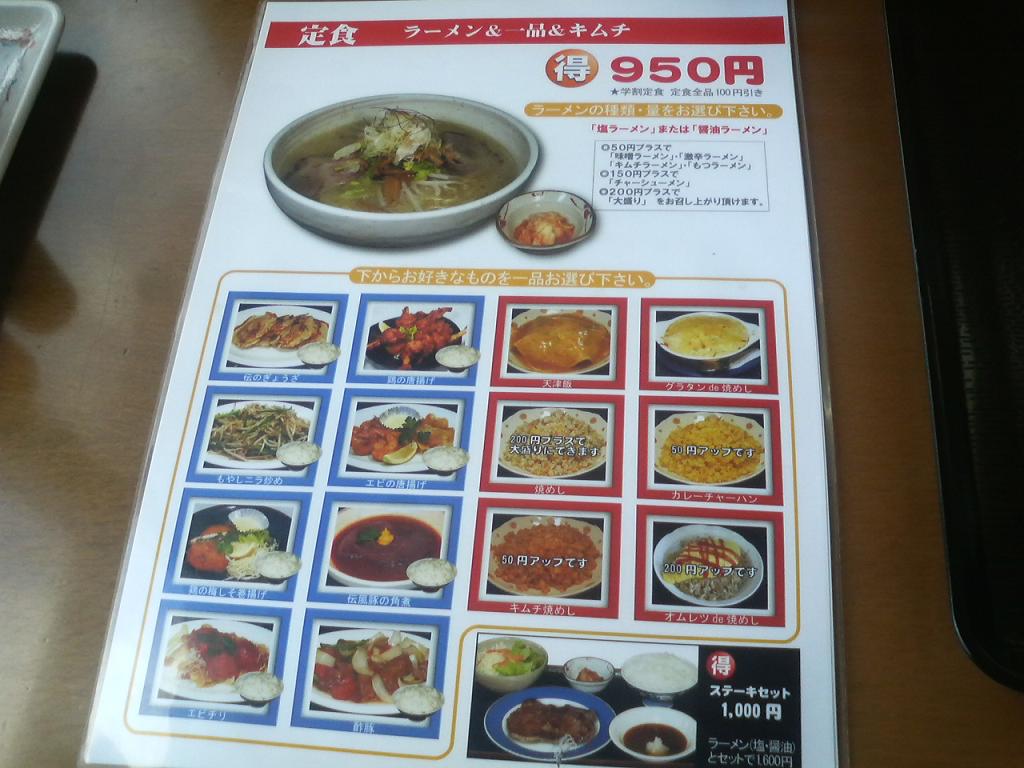 定食 ラーメン&一品&キムチ
得 950円
★学割定食 定食全品100円引き
ラーメンの種類・量をお選び下さい。
「塩ラーメン」または「醤油ラーメン」
◎50円プラスで
「味噌ラーメン」・「激辛ラーメン」
「キムチラーメン」・「もつラーメン」
◎150円プラスで
「チャーシューメン」
◎200円プラスで
「大盛り」 をお召し上がり頂けます。
下からお好きなものを一品お選び下さい。
伝のぎょうざ
鶏の唐揚げ
天津飯
グラタン de 焼めし
もやしニラ炒め
エビの唐揚げ
200円プラスで
大盛りにできます
焼めし
50円アップです
カレーチャーハン
鶏の梅しそ巻揚げ
伝風豚の角煮
50円アップです
キムチ焼めし
200円アップです
オムレツ de 焼めし
エビチリ
酢豚
得
ステーキセット
1,000円
ラーメン(塩・醤油)
とセットで1,600円